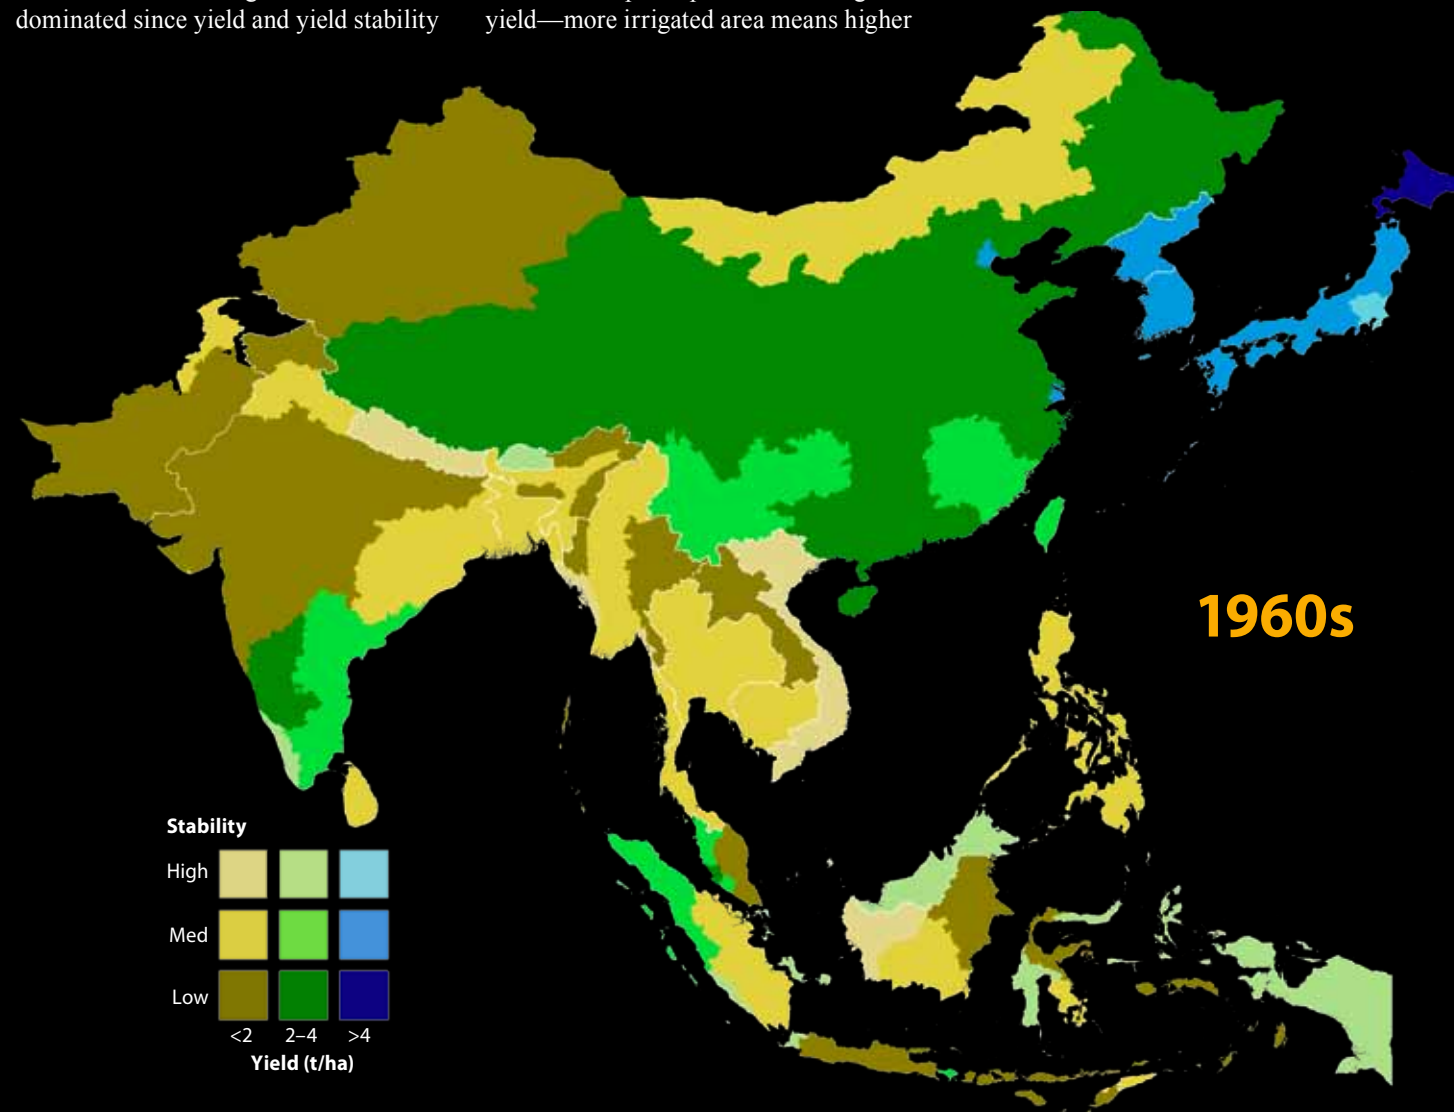 dominated since yield and yield stability
yield—more irrigated area means higher
1960s
Stability
High
Med
Low
<2 2–4 >4
Yield (t/ha)